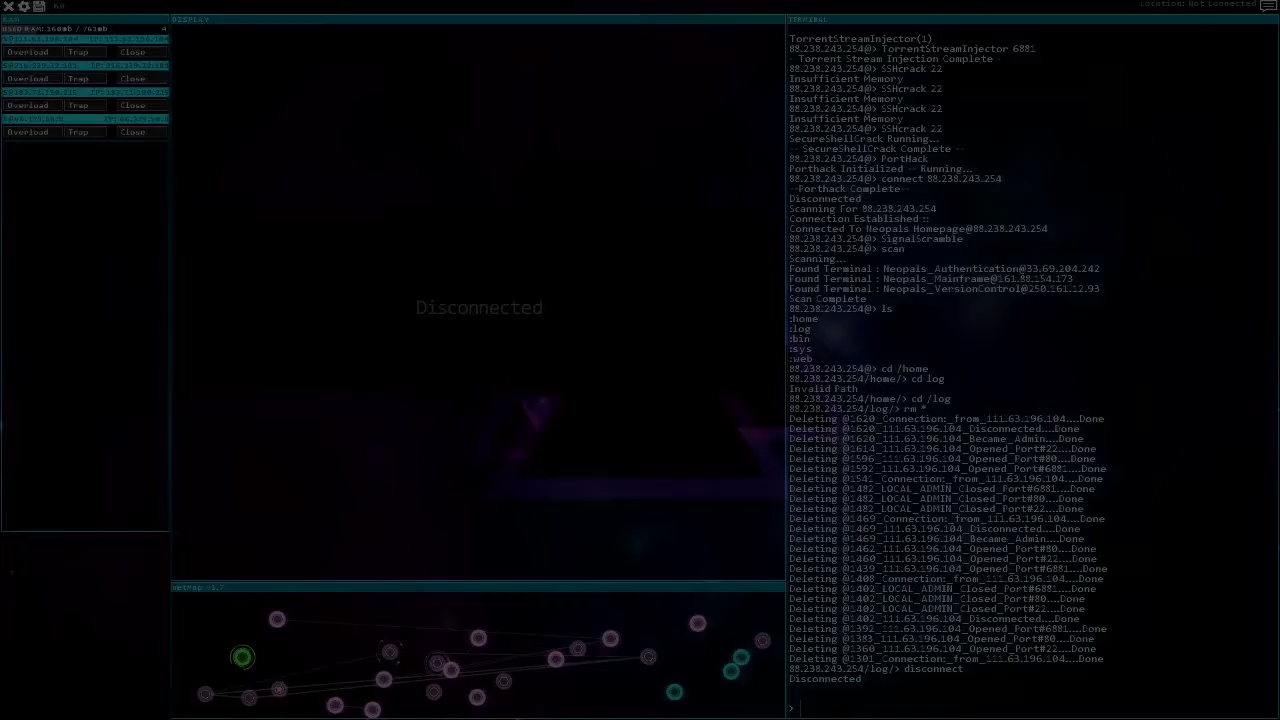 Location: Not Connected
RAM
USED RAM: 160mb / 763mb 4
Overload Trap Close
Overload Trap Close
Overload Trap Close
Overload Trap Close
DISPLAY
Disconnected
netMap v1.7
TERMINAL
TorrentStreamInjector(1)
88.238.243.254@> TorrentStreamInjector 6881
- Torrent Stream Injection Complete -
88.238.243.254@> SSHcrack 22
Insufficient Memory
88.238.243.254@> SSHcrack 22
Insufficient Memory
88.238.243.254@> SSHcrack 22
Insufficient Memory
88.238.243.254@> SSHcrack 22
SecureShellCrack Running...
-- SecureShellCrack Complete --
88.238.243.254@> PortHack
Porthack Initialized -- Running...
88.238.243.254@> connect 88.238.243.254
--Porthack Complete--
Disconnected
Scanning For 88.238.243.254
Connection Established ::
Connected To Neopals Homepage@88.238.243.254
88.238.243.254@> SignalScramble
88.238.243.254@> scan
Scanning...
Found Terminal : Neopals_Authentication@33.69.204.242
Found Terminal : Neopals_Mainframe@161.88.154.173
Found Terminal : Neopals_VersionControl@250.161.12.93
Scan Complete
88.238.243.254@> ls
:home
:log
:bin
:sys
:web
88.238.243.254@> cd /home
88.238.243.254/home/> cd log
Invalid Path
88.238.243.254/home/> cd /log
88.238.243.254/log/> rm *
Deleting @1620_Connection:_from_111.63.196.104....Done
Deleting @1620_111.63.196.104_Disconnected....Done
Deleting @1620_111.63.196.104_Became_Admin....Done
Deleting @1614_111.63.196.104_Opened_Port#22....Done
Deleting @1596_111.63.196.104_Opened_Port#80....Done
Deleting @1592_111.63.196.104_Opened_Port#6881....Done
Deleting @1541_Connection:_from_111.63.196.104....Done
Deleting @1482_LOCAL_ADMIN_Closed_Port#6881....Done
Deleting @1482_LOCAL_ADMIN_Closed_Port#80....Done
Deleting @1482_LOCAL_ADMIN_Closed_Port#22....Done
Deleting @1469_Connection:_from_111.63.196.104....Done
Deleting @1469_111.63.196.104_Disconnected....Done
Deleting @1469_111.63.196.104_Became_Admin....Done
Deleting @1462_111.63.196.104_Opened_Port#80....Done
Deleting @1460_111.63.196.104_Opened_Port#22....Done
Deleting @1439_111.63.196.104_Opened_Port#6881....Done
Deleting @1408_Connection:_from_111.63.196.104....Done
Deleting @1402_LOCAL_ADMIN_Closed_Port#6881....Done
Deleting @1402_LOCAL_ADMIN_Closed_Port#80....Done
Deleting @1402_LOCAL_ADMIN_Closed_Port#22....Done
Deleting @1402_111.63.196.104_Disconnected....Done
Deleting @1392_111.63.196.104_Opened_Port#6881....Done
Deleting @1383_111.63.196.104_Opened_Port#80....Done
Deleting @1360_111.63.196.104_Opened_Port#22....Done
Deleting @1301_Connection:_from_111.63.196.104....Done
88.238.243.254/log/> disconnect
Disconnected
>